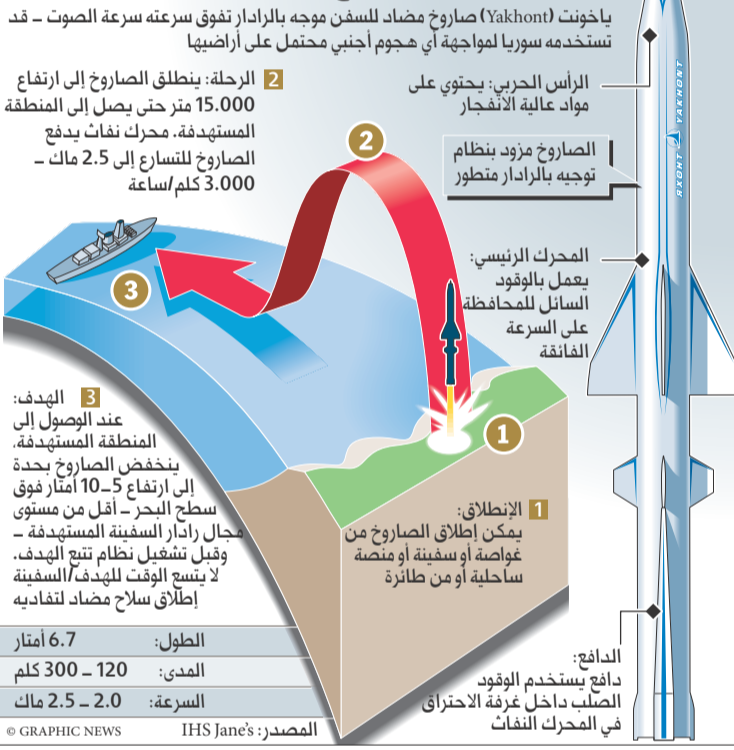 ياخونت (Yakhont) صاروخ مضاد للسفن موجه بالرادار تفوق سرعته سرعة الصوت – قد
تستخدمه سوريا لمواجهة أي هجوم أجنبي محتمل على أراضيها
الرأس الحربي: يحتوي على
مواد عالية الانفجار
الصاروخ مزود بنظام
توجيه بالرادار متطور
المحرك الرئيسي:
يعمل بالوقود
السائل للمحافظة
على السرعة
الفائقة
الدافع:
دافع يستخدم الوقود
الصلب داخل غرفة الاحتراق
في المحرك النفاث
YAKHONT
ЯХОНТ
1 الإنطلاق:
يمكن إطلاق الصاروخ من
غواصة أو سفينة أو منصة
ساحلية أو من طائرة
2 الرحلة: ينطلق الصاروخ إلى ارتفاع
15.000 متر حتى يصل إلى المنطقة
المستهدفة. محرك نفاث يدفع
الصاروخ للتسارع إلى 2.5 ماك –
3.000 كلم/ساعة
3 الهدف:
عند الوصول إلى
المنطقة المستهدفة،
ينخفض الصاروخ بحدة
إلى ارتفاع 5–10 أمتار فوق
سطح البحر – أقل من مستوى
مجال رادار السفينة المستهدفة –
وقبل تشغيل نظام تتبع الهدف.
لا يتسع الوقت للهدف/السفينة
إطلاق سلاح مضاد لتفاديه
2
3
1
الطول: 6.7 أمتار
المدى: 120 – 300 كلم
السرعة: 2.0 – 2.5 ماك
المصدر: IHS Jane's
© GRAPHIC NEWS